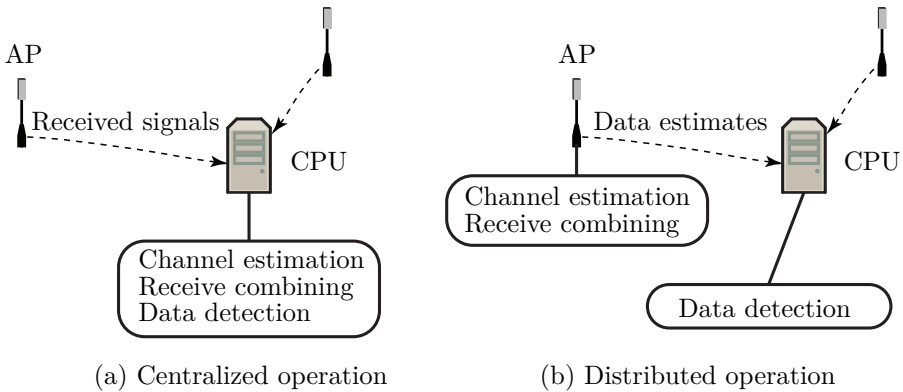 AP
Received signals
CPU
Channel estimation
Receive combining
Data detection
(a) Centralized operation
AP
Data estimates
CPU
Channel estimation
Receive combining
Data detection
(b) Distributed operation